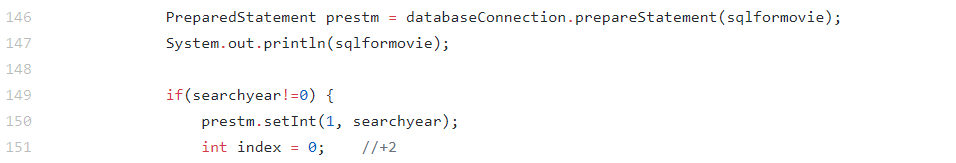 146 PreparedStatement prestm = databaseConnection.prepareStatement(sqlformovie);
147 System.out.println(sqlformovie);
148
149 if(searchyear!=0) {
150 prestm.setInt(1, searchyear);
151 int index = 0; //+2